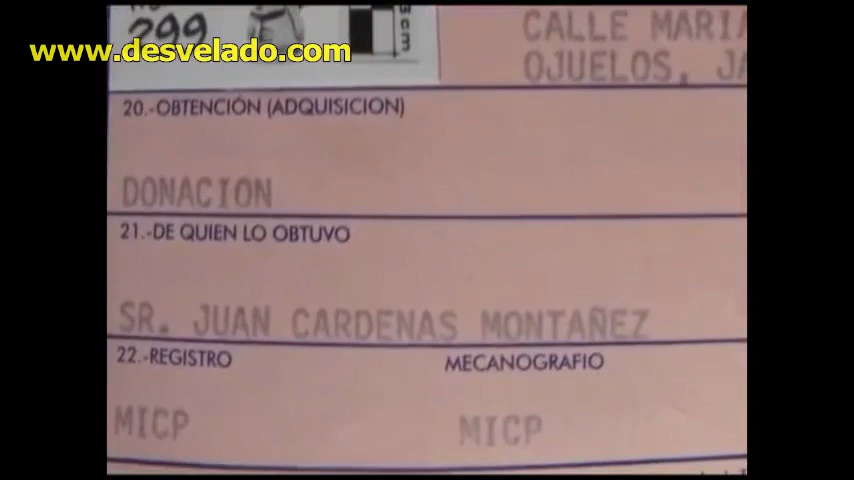 299
3cm
CALLE MARIA
OJUELOS, JA
www.desvelado.com
20.-OBTENCIÓN (ADQUISICION)
DONACION
21.-DE QUIEN LO OBTUVO
SR. JUAN CARDENAS MONTAÑEZ
22.-REGISTRO MECANOGRAFIO
MICP MICP